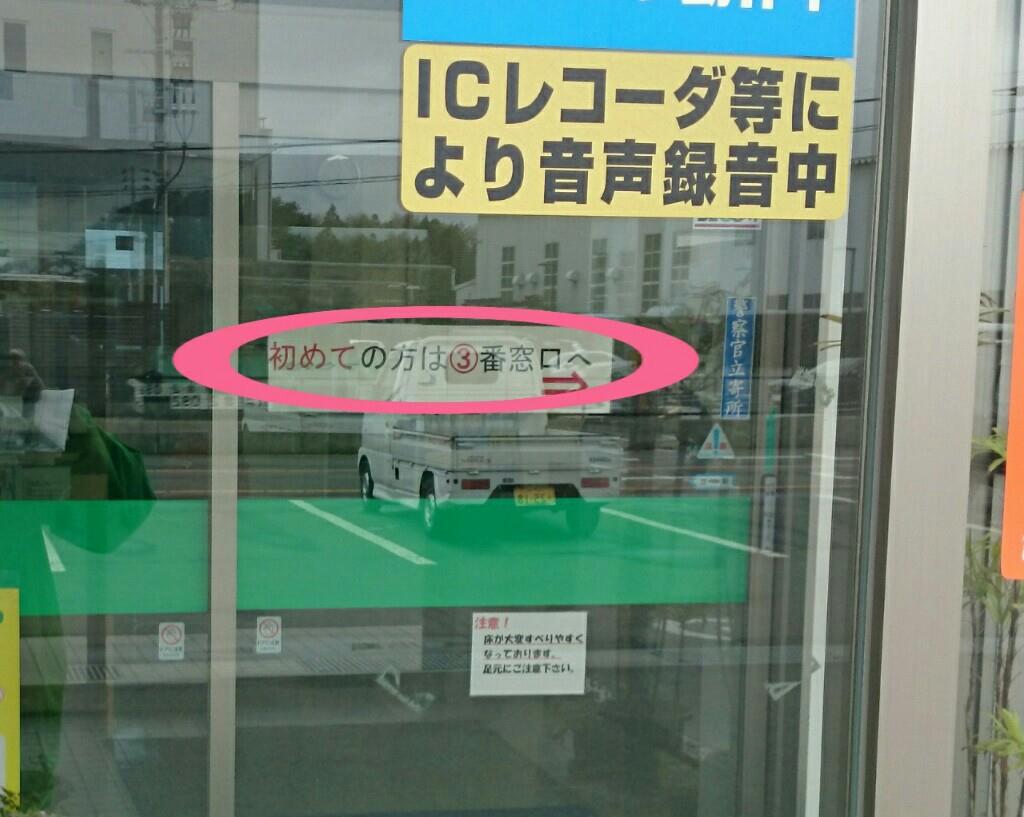 ICレコーダ等に
より音声録音中
初めての方は③番窓口へ
警察官立寄所
注意!
床が大変すべりやすく
なっております。
足元にご注意下さい。